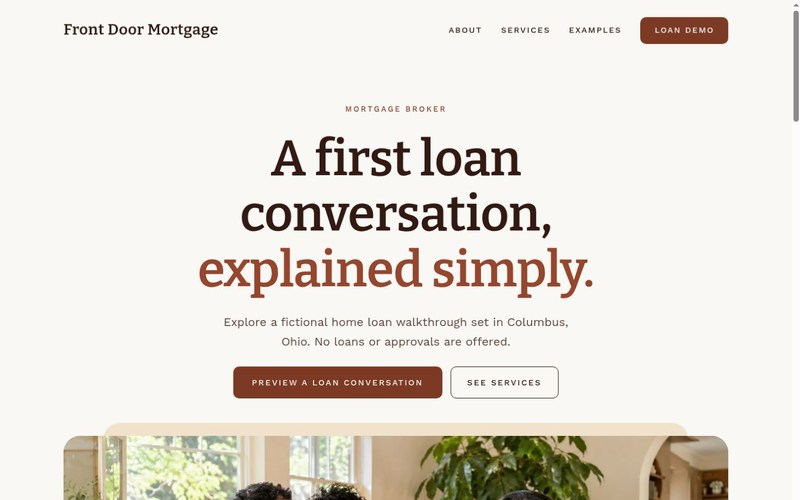 Front Door Mortgage
ABOUT SERVICES EXAMPLES LOAN DEMO
MORTGAGE BROKER
A first loan
conversation,
explained simply.
Explore a fictional home loan walkthrough set in Columbus,
Ohio. No loans or approvals are offered.
PREVIEW A LOAN CONVERSATION SEE SERVICES